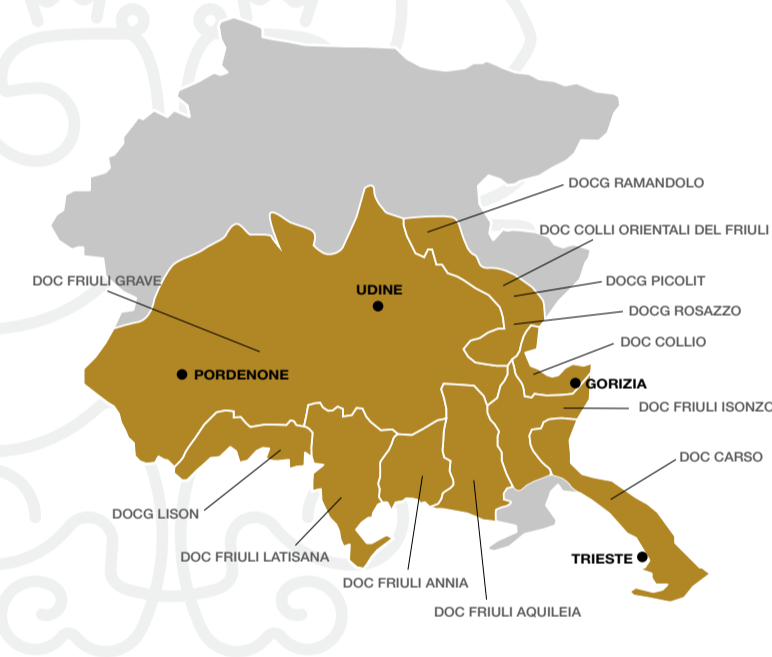 DOCG RAMANDOLO
DOC COLLI ORIENTALI DEL FRIULI
DOC FRIULI GRAVE
DOCG PICOLIT
UDINE
DOCG ROSAZZO
DOC COLLIO
PORDENONE
GORIZIA
DOC FRIULI ISONZO
DOC CARSO
DOCG LISON
DOC FRIULI LATISANA
TRIESTE
DOC FRIULI ANNIA
DOC FRIULI AQUILEIA